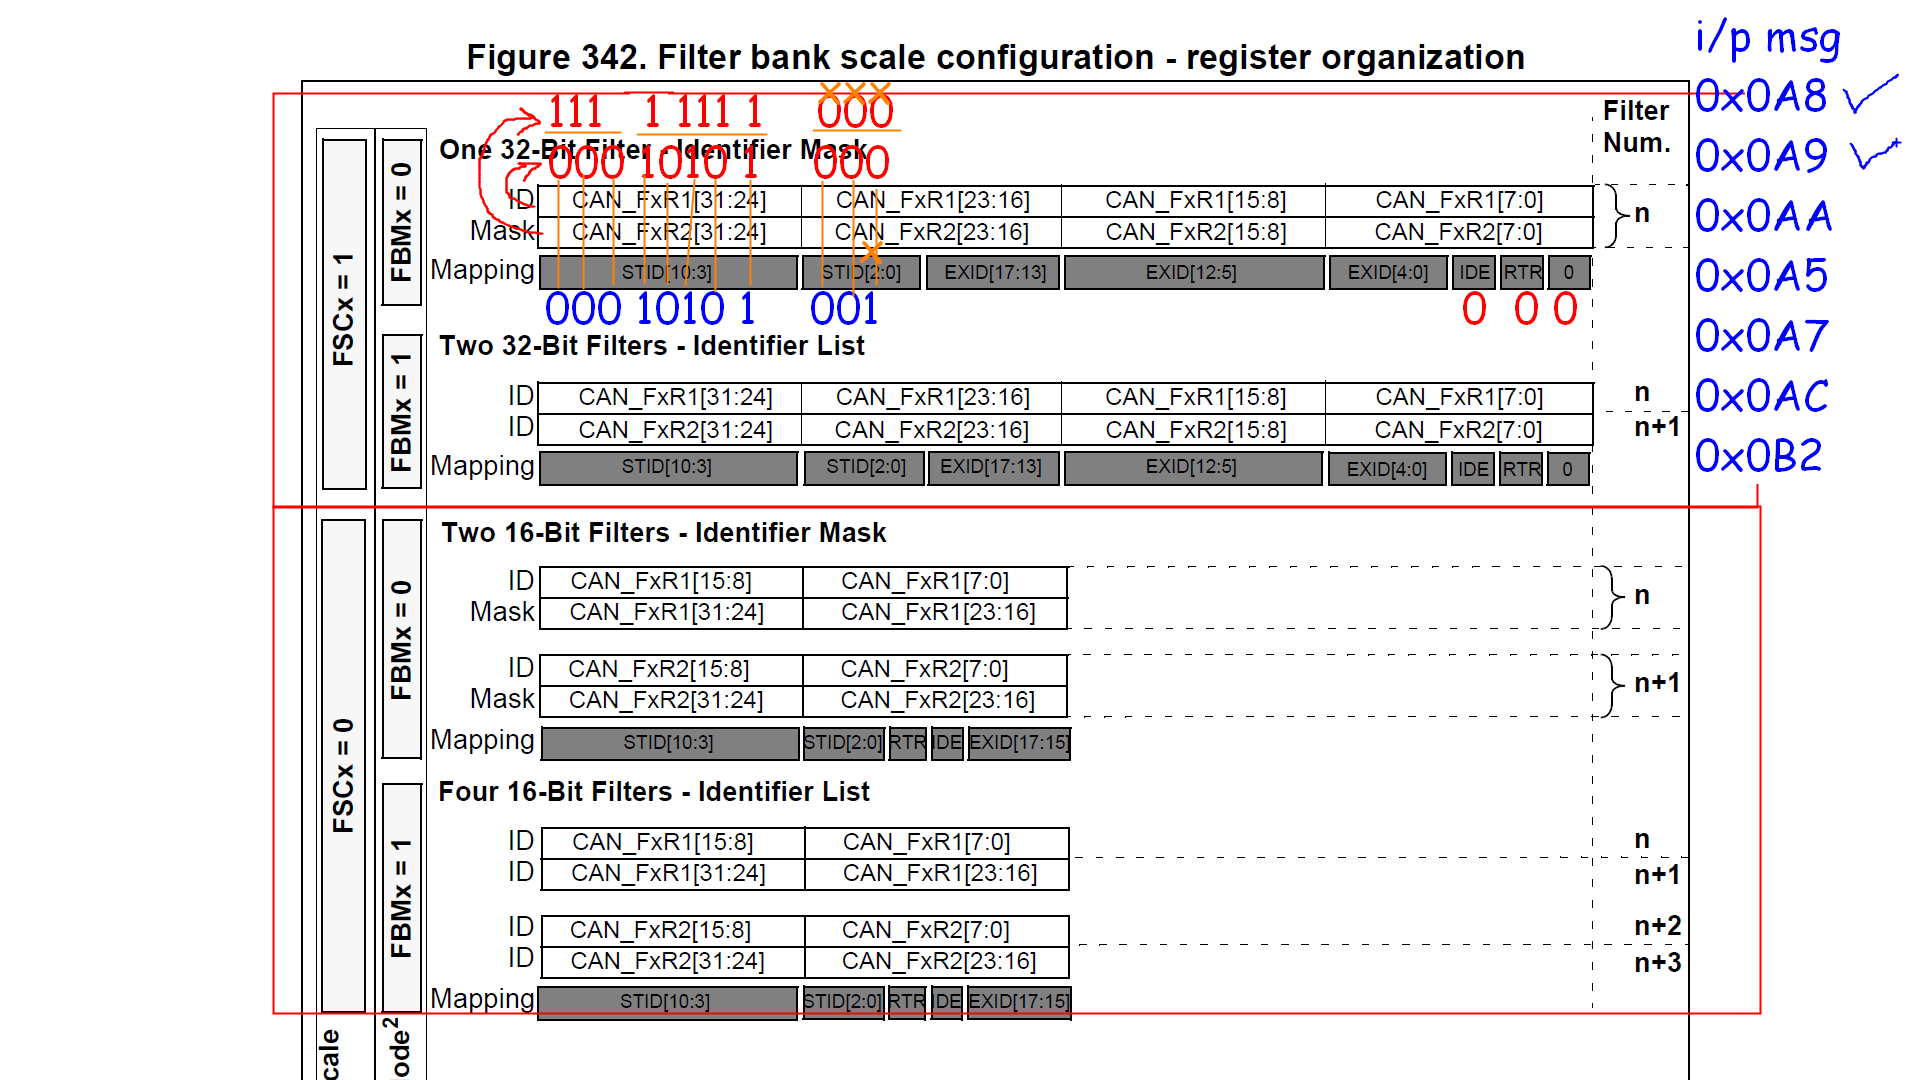 Figure 342. Filter bank scale configuration - register organization
i/p msg
0x0A8
0x0A9
0x0AA
0x0A5
0x0A7
0x0AC
0x0B2
Filter
Num.
FSCx = 1
FBMx = 0
111 1 111 1 000
One 32-Bit Filter - Identifier Mask
000 1010 1 000
ID CAN_FxR1[31:24] CAN_FxR1[23:16] CAN_FxR1[15:8] CAN_FxR1[7:0] n
Mask CAN_FxR2[31:24] CAN_FxR2[23:16] CAN_FxR2[15:8] CAN_FxR2[7:0]
Mapping STID[10:3] STID[2:0] EXID[17:13] EXID[12:5] EXID[4:0] IDE RTR 0
000 1010 1 001 0 0 0
FBMx = 1
Two 32-Bit Filters - Identifier List
ID CAN_FxR1[31:24] CAN_FxR1[23:16] CAN_FxR1[15:8] CAN_FxR1[7:0] n
ID CAN_FxR2[31:24] CAN_FxR2[23:16] CAN_FxR2[15:8] CAN_FxR2[7:0] n+1
Mapping STID[10:3] STID[2:0] EXID[17:13] EXID[12:5] EXID[4:0] IDE RTR 0
FSCx = 0
FBMx = 0
Two 16-Bit Filters - Identifier Mask
ID CAN_FxR1[15:8] CAN_FxR1[7:0] n
Mask CAN_FxR1[31:24] CAN_FxR1[23:16]
ID CAN_FxR2[15:8] CAN_FxR2[7:0] n+1
Mask CAN_FxR2[31:24] CAN_FxR2[23:16]
Mapping STID[10:3] STID[2:0] RTR IDE EXID[17:15]
FBMx = 1
Four 16-Bit Filters - Identifier List
ID CAN_FxR1[15:8] CAN_FxR1[7:0] n
ID CAN_FxR1[31:24] CAN_FxR1[23:16] n+1
ID CAN_FxR2[15:8] CAN_FxR2[7:0] n+2
ID CAN_FxR2[31:24] CAN_FxR2[23:16] n+3
Mapping STID[10:3] STID[2:0] RTR IDE EXID[17:15]
cale
ode2